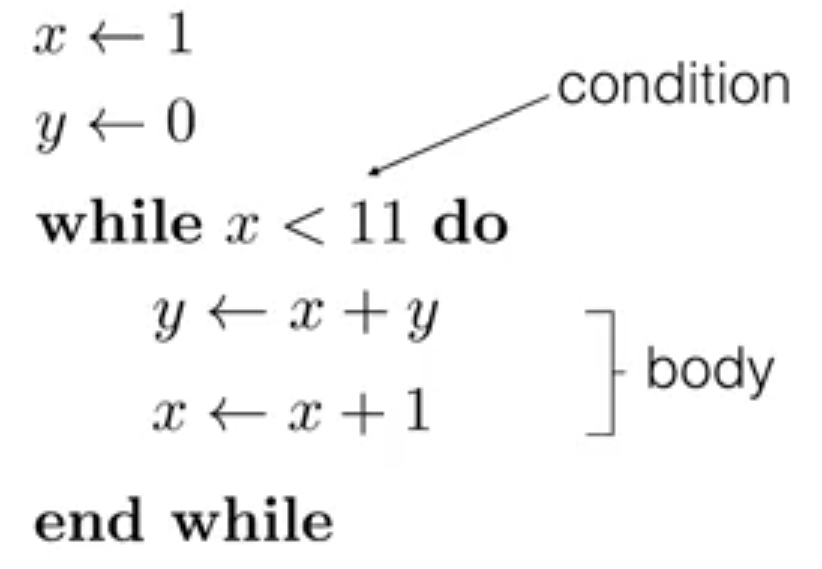 x ← 1
condition
y ← 0
while x < 11 do
y ← x + y
body
x ← x + 1
end while